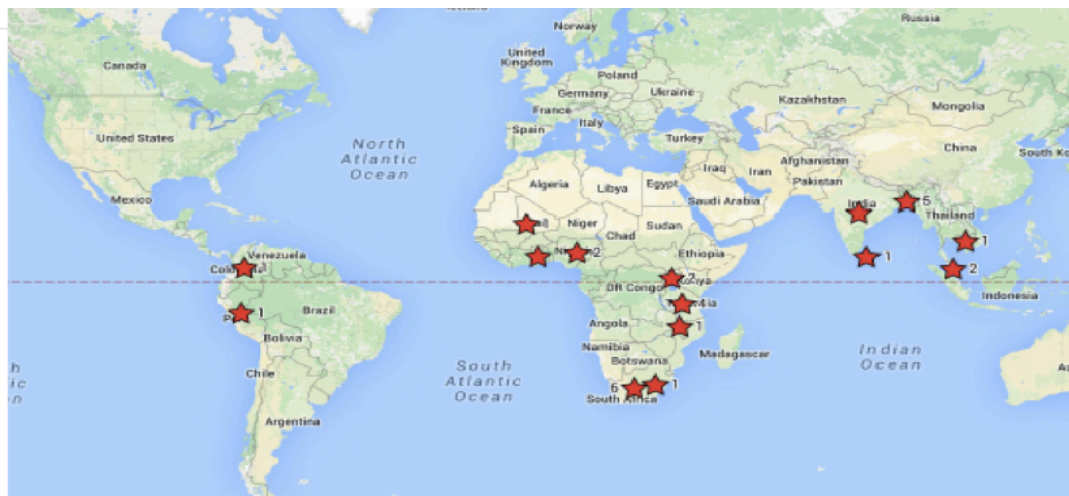 Norway
Russia
Canada
United
Kingdom
Poland
Germany
Ukraine
Kazakhstan
Mongolia
France
United States
North
Atlantic
Ocean
Spain
Italy
Turkey
China
South Ko
Iraq
Iran
Afghanistan
Pakistan
Mexico
Algeria
Libya
Egypt
Saudi Arabia
India
5
Thailand
Niger
Chad
Sudan
2
Ethiopia
1
1
Venezuela
2
2
DR Congo
Indonesia
1
Brazil
1
Angola
Bolivia
Namibia
Madagascar
Botswana
Indian
Ocean
Chile
South
Atlantic
Ocean
6
1
South Africa
Argentina